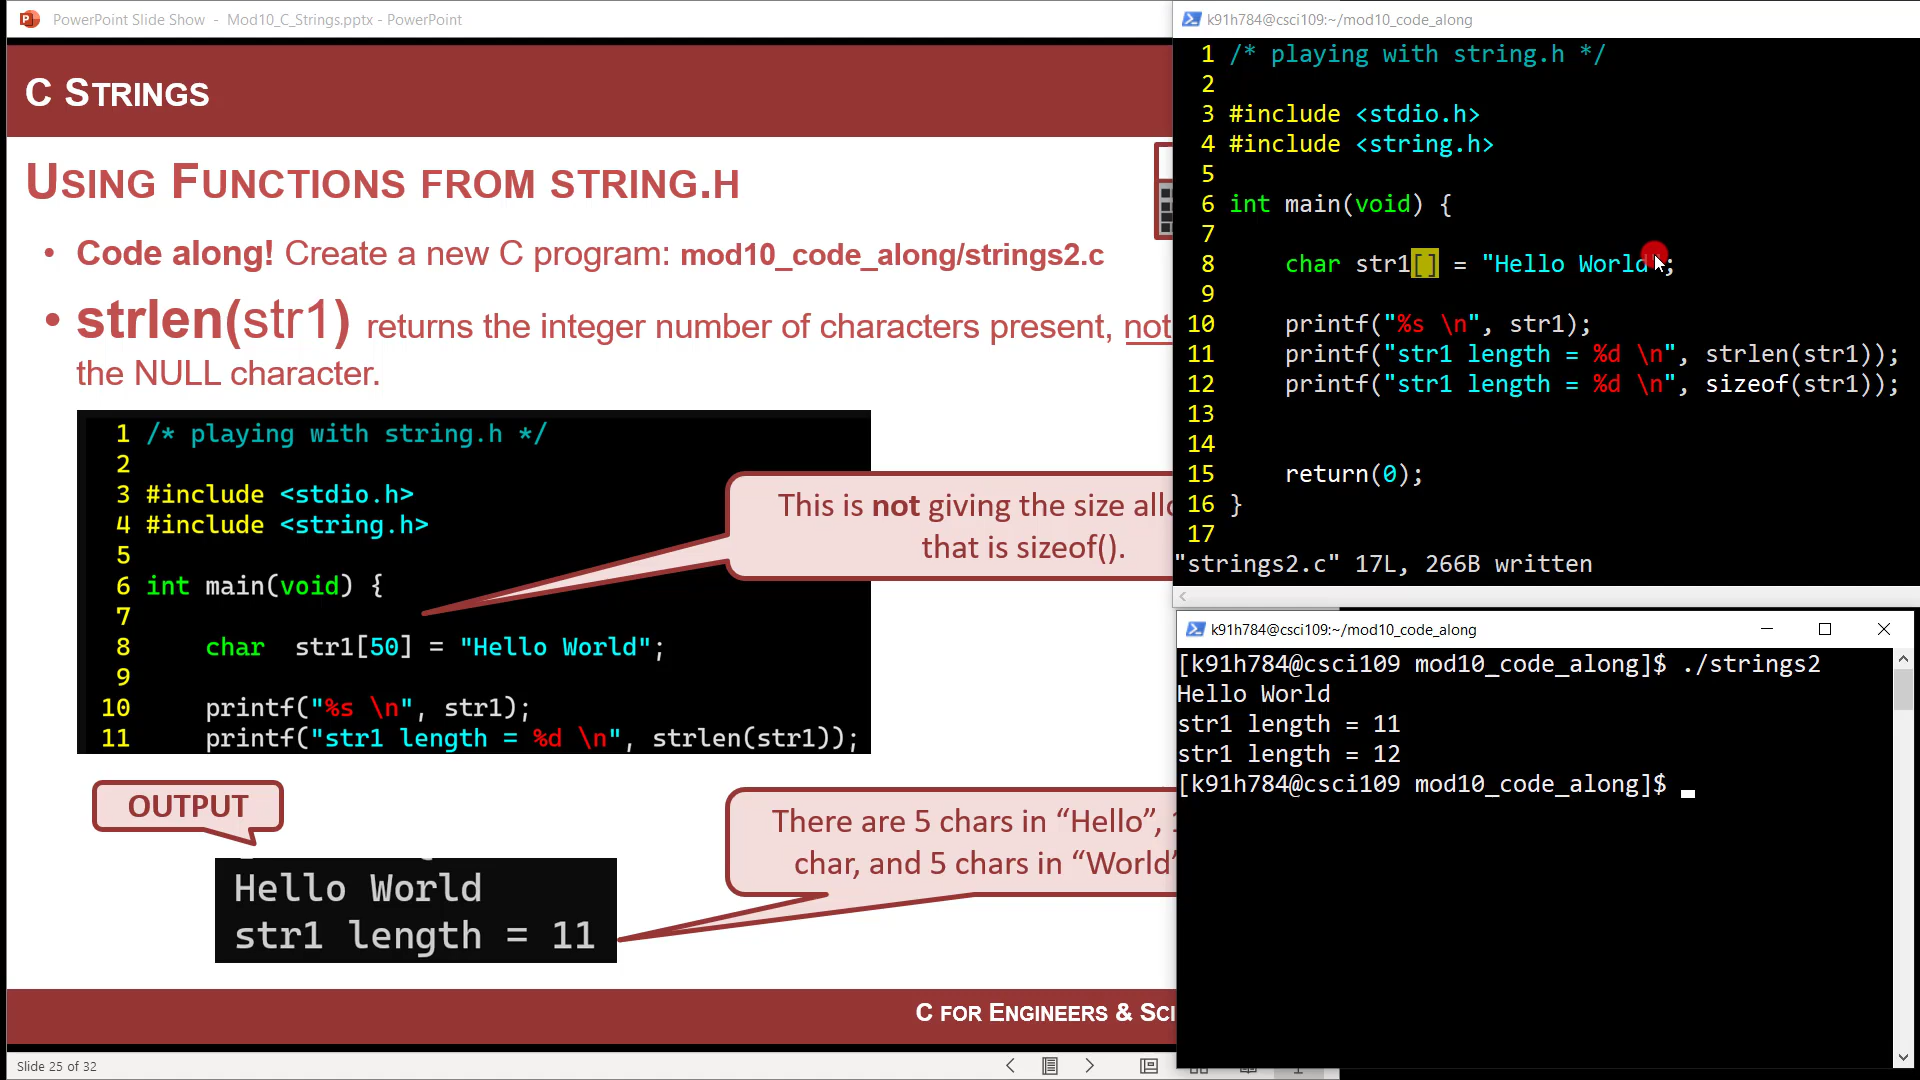 PowerPoint Slide Show - Mod10_C_Strings.pptx - PowerPoint
C STRINGS
USING FUNCTIONS FROM STRING.H
• Code along! Create a new C program: mod10_code_along/strings2.c
• strlen(str1) returns the integer number of characters present, not
the NULL character.
1 /* playing with string.h */
2
3 #include <stdio.h>
4 #include <string.h>
5
6 int main(void) {
7
8 char str1[50] = "Hello World";
9
10 printf("%s \n", str1);
11 printf("str1 length = %d \n", strlen(str1));
This is not giving the size
that is sizeof().
OUTPUT
Hello World
str1 length = 11
There are 5 chars in “Hello”,
char, and 5 chars in “World”
C FOR ENGINEERS &
Slide 25 of 32
k91h784@csci109:~/mod10_code_along
1 /* playing with string.h */
2
3 #include <stdio.h>
4 #include <string.h>
5
6 int main(void) {
7
8 char str1[] = "Hello World";
9
10 printf("%s \n", str1);
11 printf("str1 length = %d \n", strlen(str1));
12 printf("str1 length = %d \n", sizeof(str1));
13
14
15 return(0);
16 }
17
"strings2.c" 17L, 266B written
k91h784@csci109:~/mod10_code_along
[k91h784@csci109 mod10_code_along]$ ./strings2
Hello World
str1 length = 11
str1 length = 12
[k91h784@csci109 mod10_code_along]$